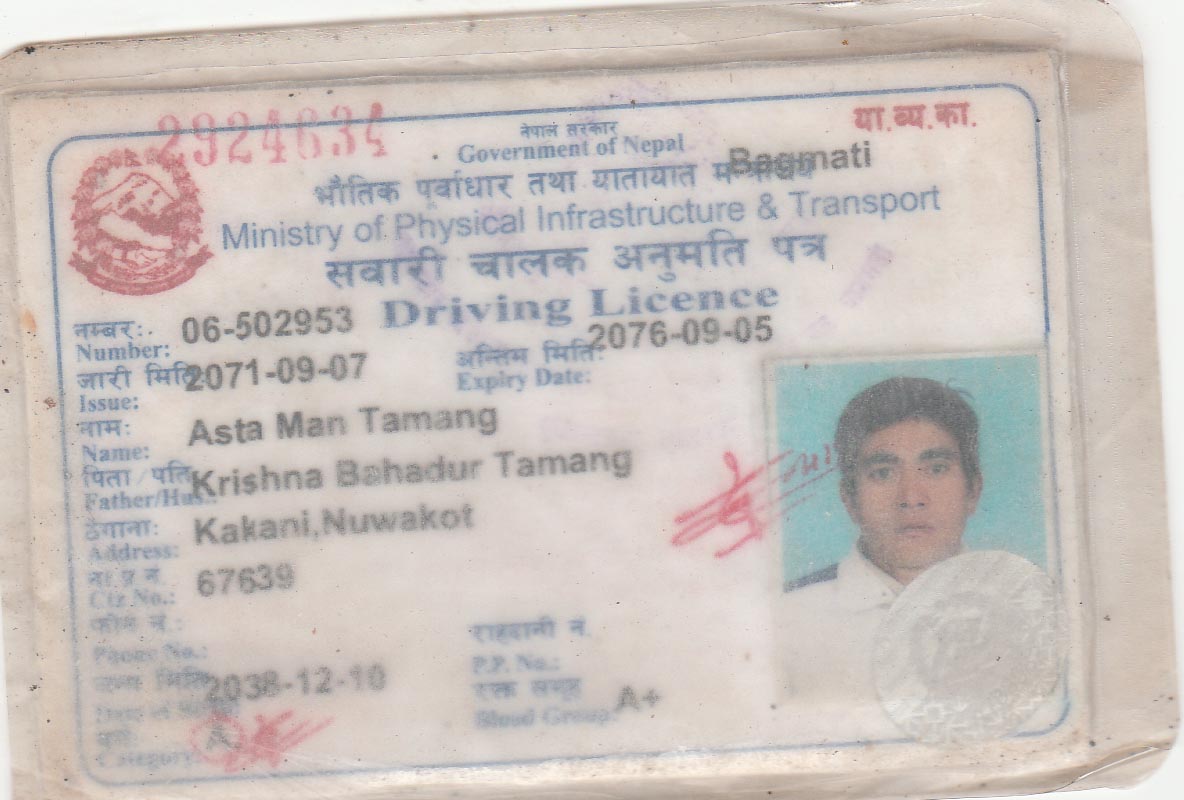 2924634
या.व्य.का.
नेपाल सरकार
Government of Nepal
Bagmati
भौतिक पूर्वाधार तथा यातायात
Ministry of Physical Infrastructure & Transport
सवारी चालक अनुमति पत्र
Driving Licence
नम्बर: 06-502953
Number:
जारी मिति 2071-09-07
Issue:
अन्तिम मिति: 2076-09-05
Expiry Date:
नाम: Asta Man Tamang
Name:
पिता / पति Krishna Bahadur Tamang
Father/Hus.:
ठेगाना: Kakani,Nuwakot
Address:
ना.प्र.नं. 67639
Ctz.No.:
फोन नं.:
Phone No.:
राहदानी नं.
P.P. No.:
जन्म मिति 2038-12-10
रक्त समूह A+
Blood Group:
A
Category: